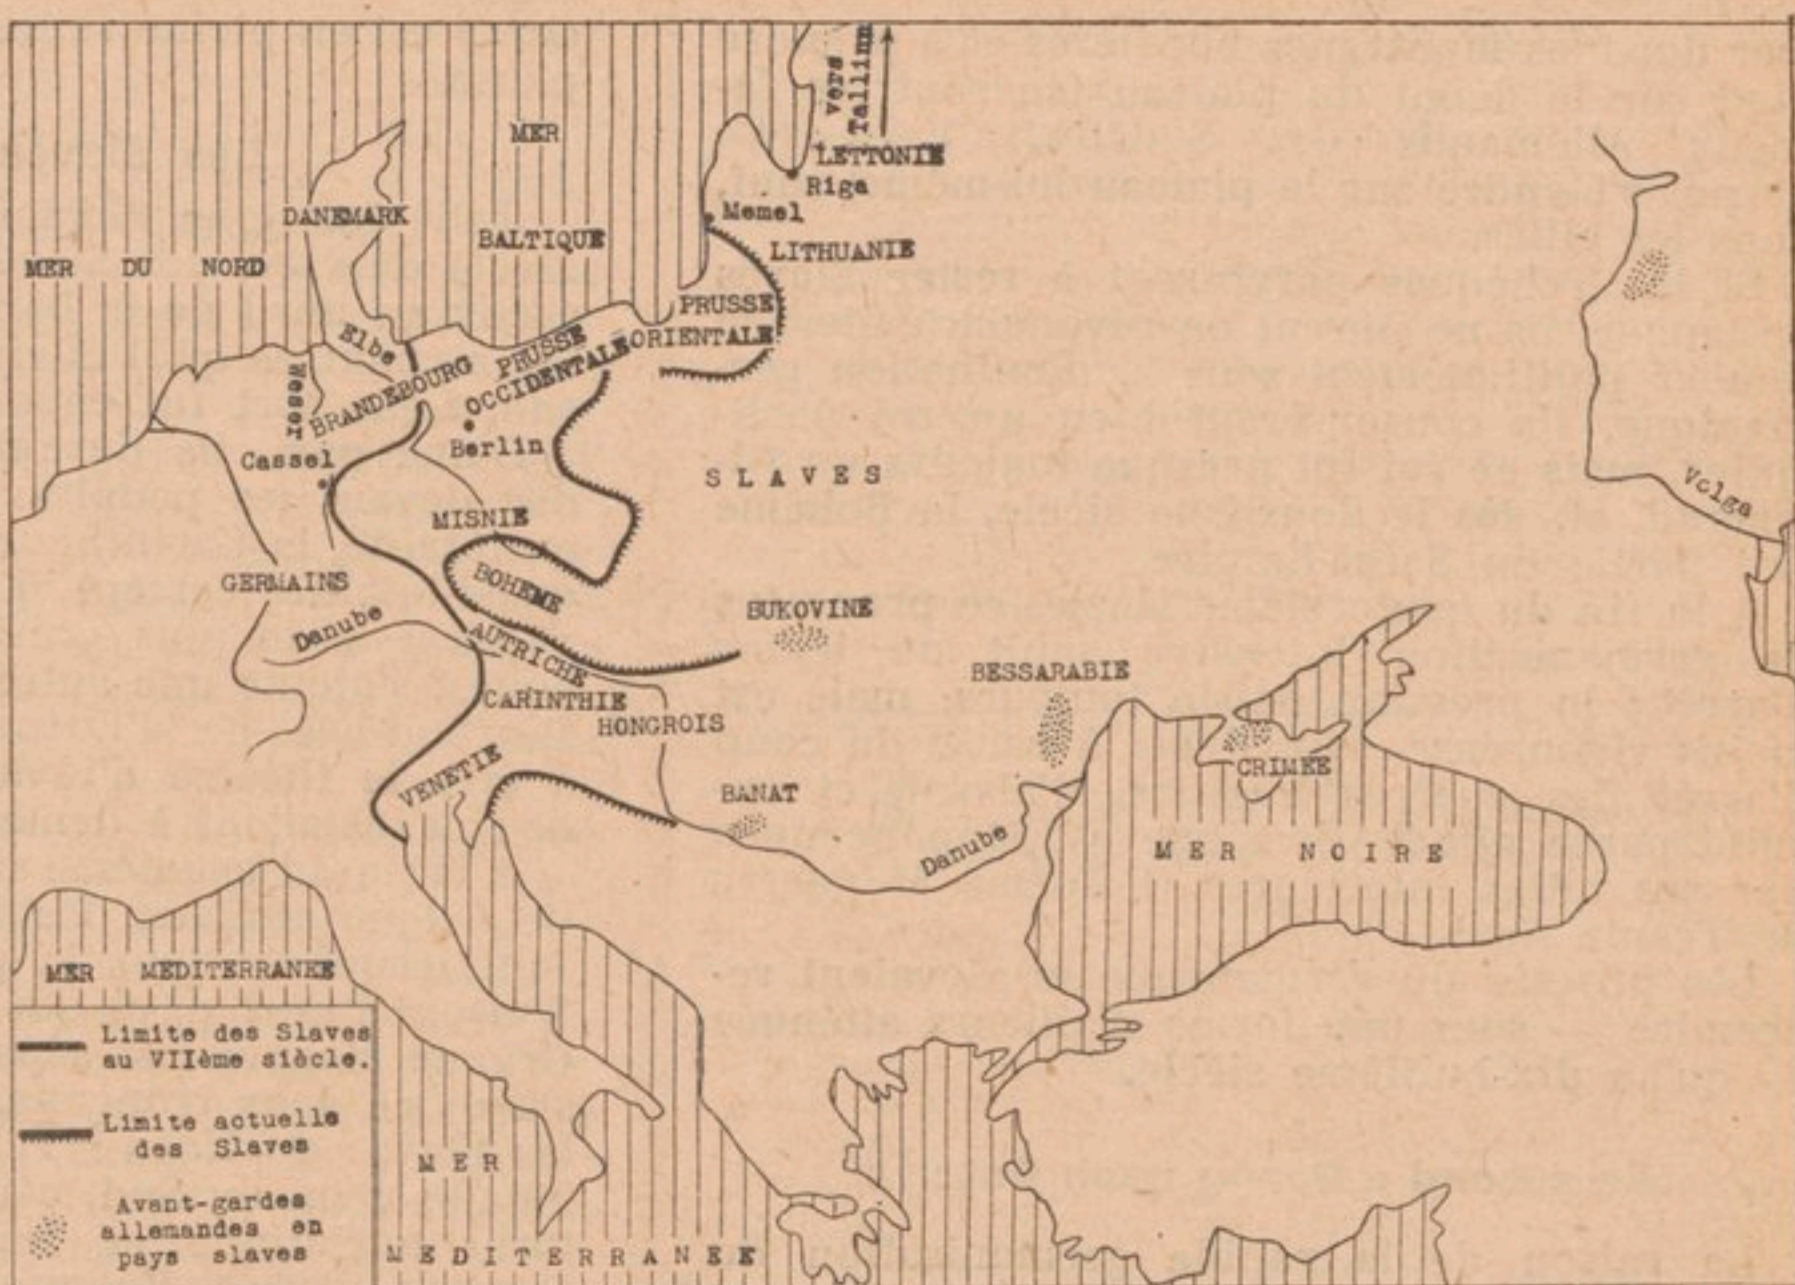 vers
Tallinn
MER
LETTONIE
Riga
DANEMARK
Memel
BALTIQUE
LITHUANIE
MER DU NORD
PRUSSE
ORIENTALE
Elbe
PRUSSE
OCCIDENTALE
Weser
BRANDEBOURG
Berlin
Cassel
SLAVES
Volga
MISNIE
GERMAINS
BOHEME
BUKOVINE
Danube
AUTRICHE
BESSARABIE
CARINTHIE
HONGROIS
CRIMÉE
VENETIE
BANAT
Danube
MER NOIRE
MER MEDITERRANEE
Limite des Slaves
au VIIème siècle.
Limite actuelle
des Slaves
MER
Avant-gardes
allemandes en
pays slaves
MEDITERRANEE